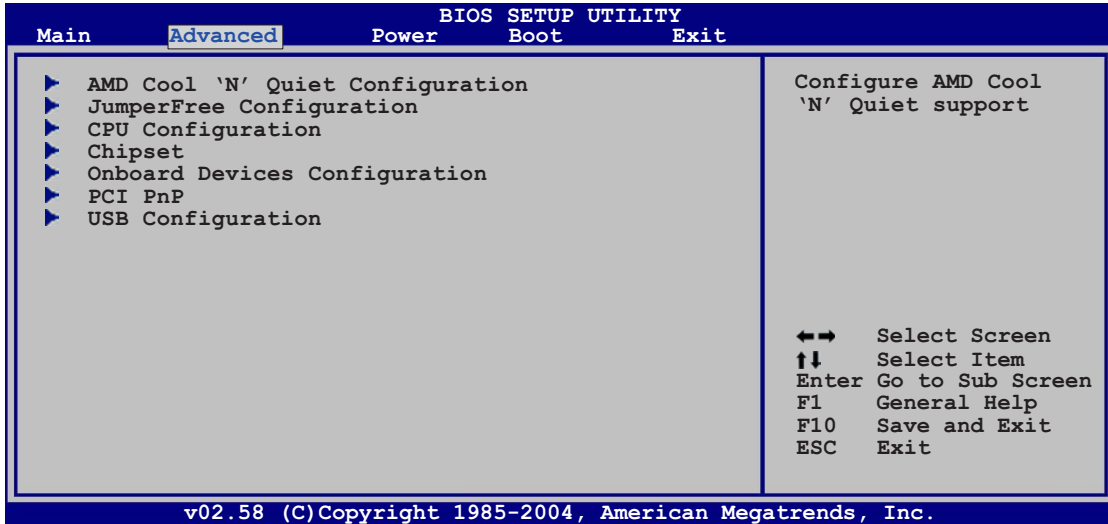 BIOS SETUP UTILITY
Main Advanced Power Boot Exit
AMD Cool ‘N’ Quiet Configuration
JumperFree Configuration
CPU Configuration
Chipset
Onboard Devices Configuration
PCI PnP
USB Configuration
Configure AMD Cool
‘N’ Quiet support
Select Screen
Select Item
Enter Go to Sub Screen
F1 General Help
F10 Save and Exit
ESC Exit
v02.58 (C)Copyright 1985-2004, American Megatrends, Inc.